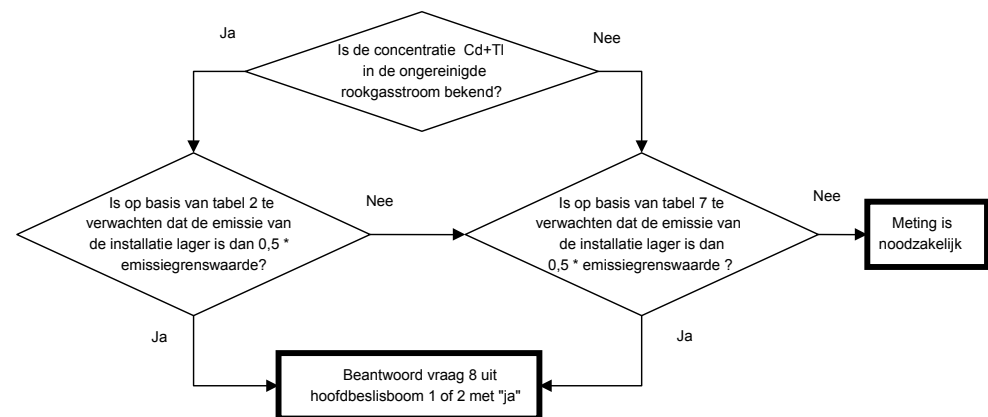 Ja
Is de concentratie Cd+Tl
in de ongereinigde
rookgasstroom bekend?
Nee
Is op basis van tabel 2 te
verwachten dat de emissie van
de installatie lager is dan 0,5 *
emissiegrenswaarde?
Nee
Is op basis van tabel 7 te
verwachten dat de emissie van
de installatie lager is dan
0,5 * emissiegrenswaarde ?
Nee
Meting is
noodzakelijk
Ja
Ja
Beantwoord vraag 8 uit
hoofdbeslisboom 1 of 2 met "ja"